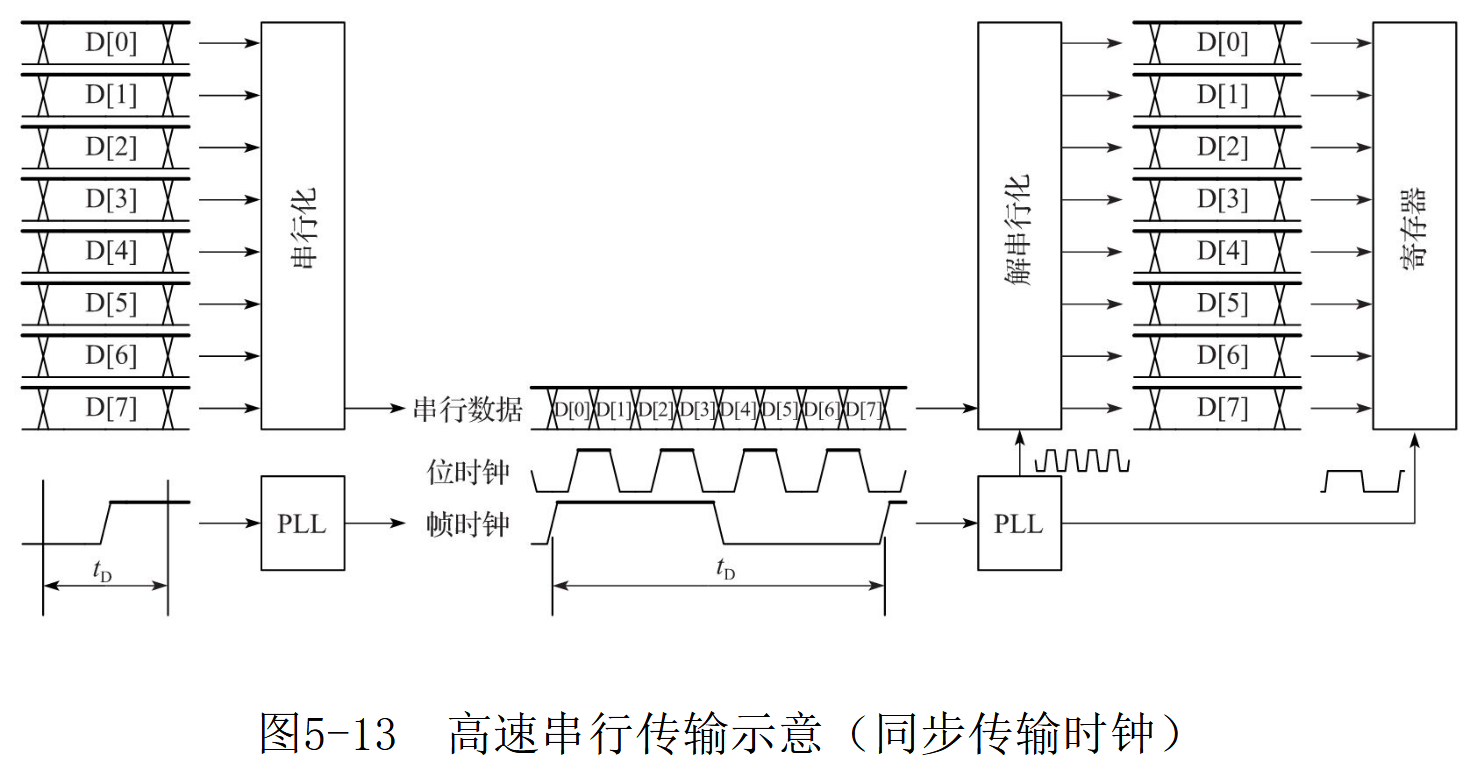 D[0]
D[1]
D[2]
D[3]
D[4]
D[5]
D[6]
D[7]
串行化
PLL
tD
串行数据
D[0] D[1] D[2] D[3] D[4] D[5] D[6] D[7]
位时钟
帧时钟
tD
解串行化
PLL
D[0]
D[1]
D[2]
D[3]
D[4]
D[5]
D[6]
D[7]
寄存器
图5-13 高速串行传输示意（同步传输时钟）